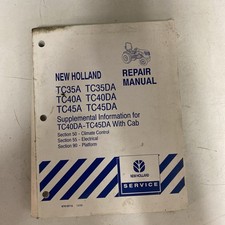 NEW HOLLAND
REPAIR
MANUAL
TC35A TC35DA
TC40A TC40DA
TC45A TC45DA
Supplemental Information for
TC40DA-TC45DA With Cab
Section 50 - Climate Control
Section 55 - Electrical
Section 90 - Platform
NEW HOLLAND
SERVICE